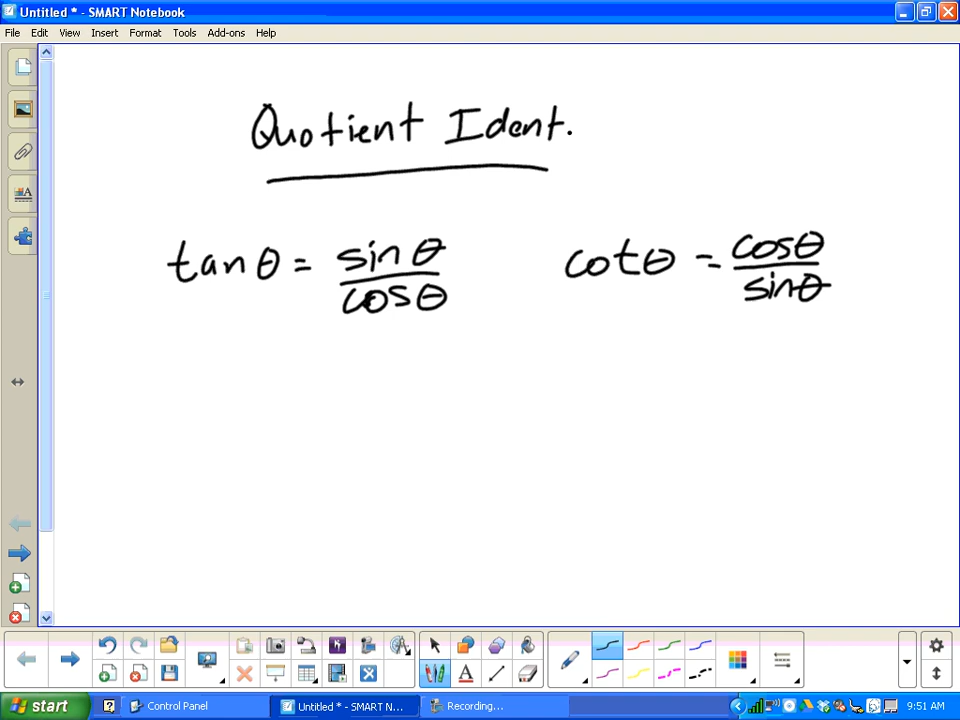 Untitled * - SMART Notebook
File Edit View Insert Format Tools Add-ons Help
Quotient Ident.
tanθ = sinθ/cosθ cotθ = cosθ/sinθ
start Control Panel Untitled * - SMART N... Recording... 9:51 AM